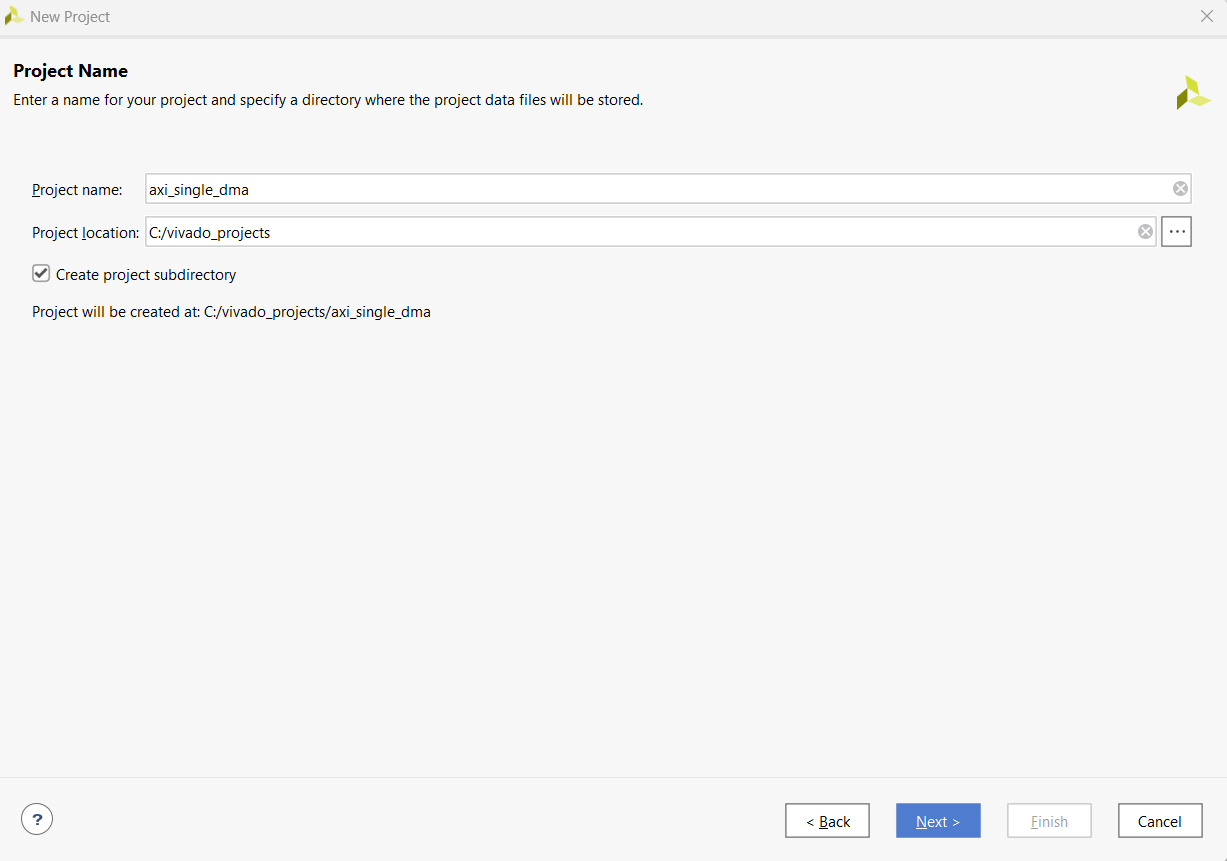 New Project
Project Name
Enter a name for your project and specify a directory where the project data files will be stored.
Project name: axi_single_dma
Project location: C:/vivado_projects ...
Create project subdirectory
Project will be created at: C:/vivado_projects/axi_single_dma
? < Back Next > Finish Cancel